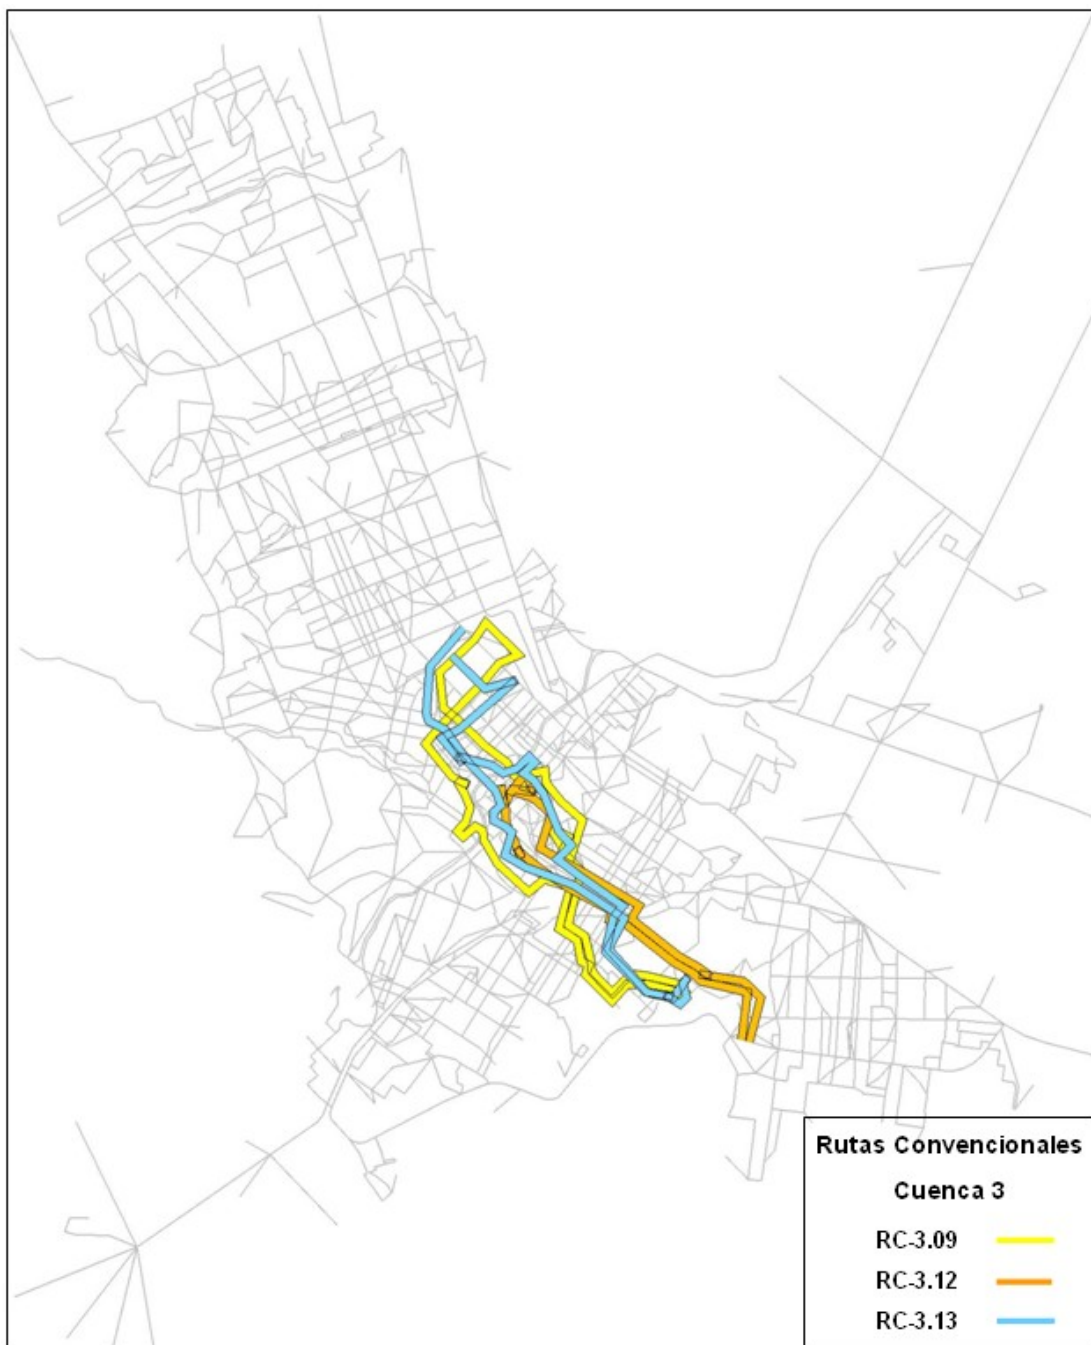 Rutas Convencionales
Cuenca 3
RC-3.09
RC-3.12
RC-3.13